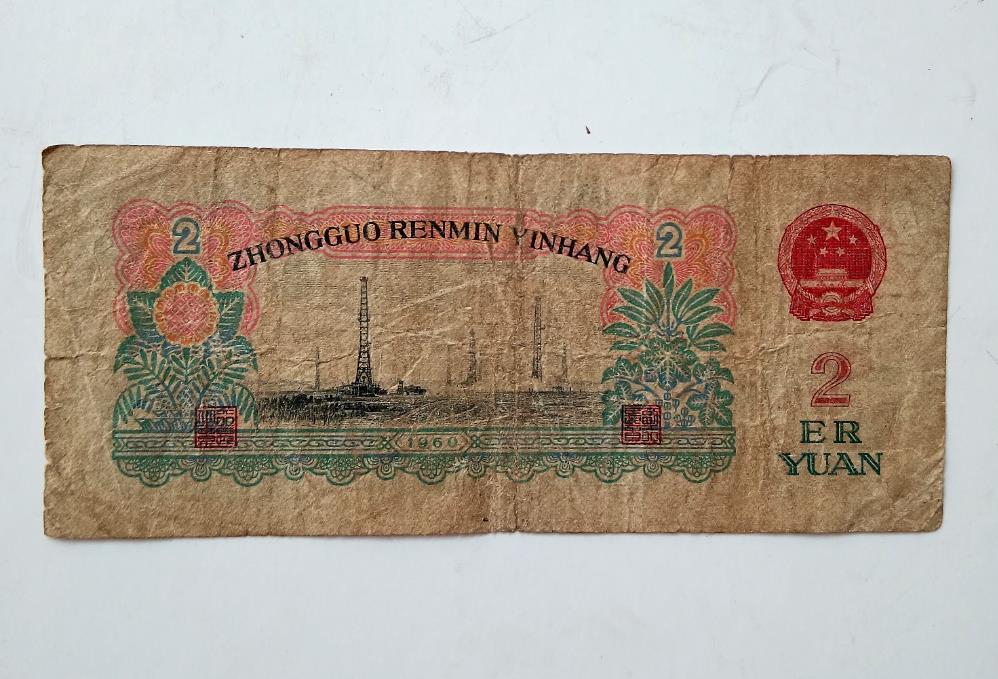 2 2
ZHONGGUO RENMIN YINHANG
1960
2
ER
YUAN